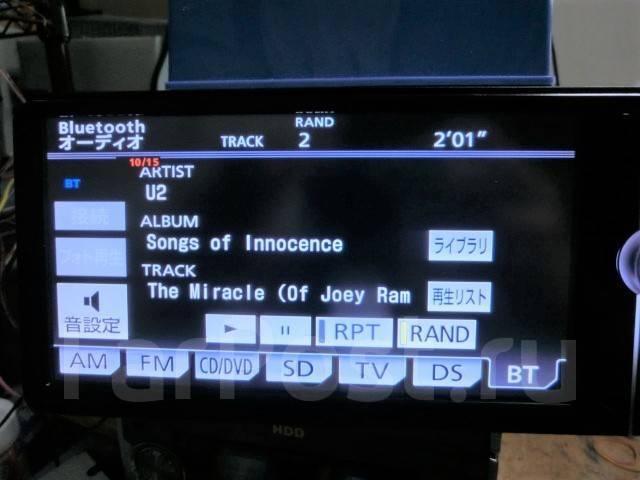 Bluetooth
オーディオ
TRACK
RAND
2
2'01"
10/15
BT
ARTIST
U2
接続
ALBUM
Songs of Innocence
ライブラリ
フォト再生
TRACK
The Miracle (Of Joey Ram
再生リスト
音設定
RPT
RAND
AM
FM
CD/DVD
SD
TV
DS
BT
HDD
FarPost.ru